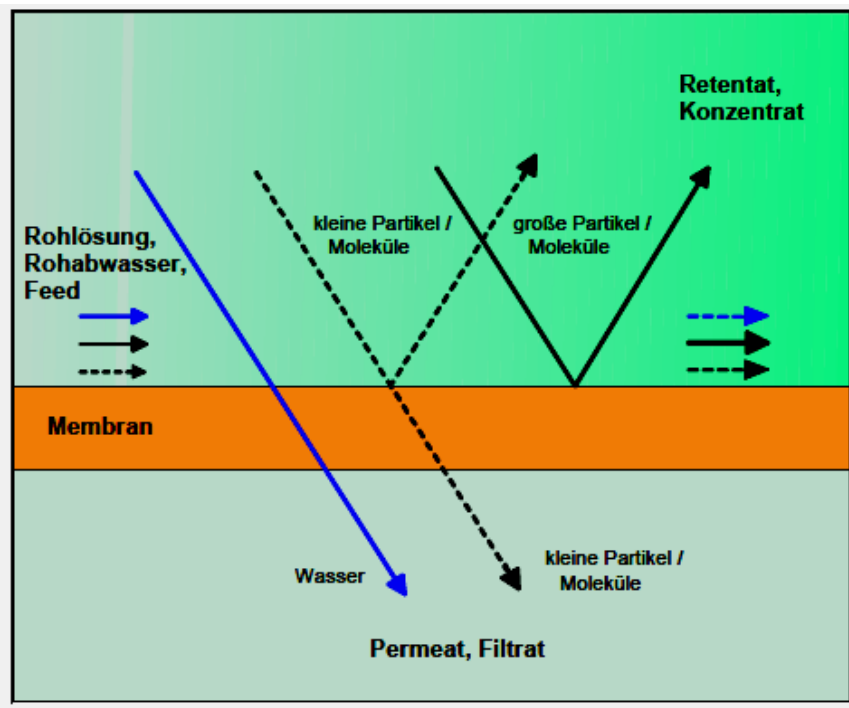 Retentat,
Konzentrat
kleine Partikel /
Moleküle
große Partikel /
Moleküle
Rohlösung,
Rohabwasser,
Feed
Membran
Wasser
kleine Partikel /
Moleküle
Permeat, Filtrat